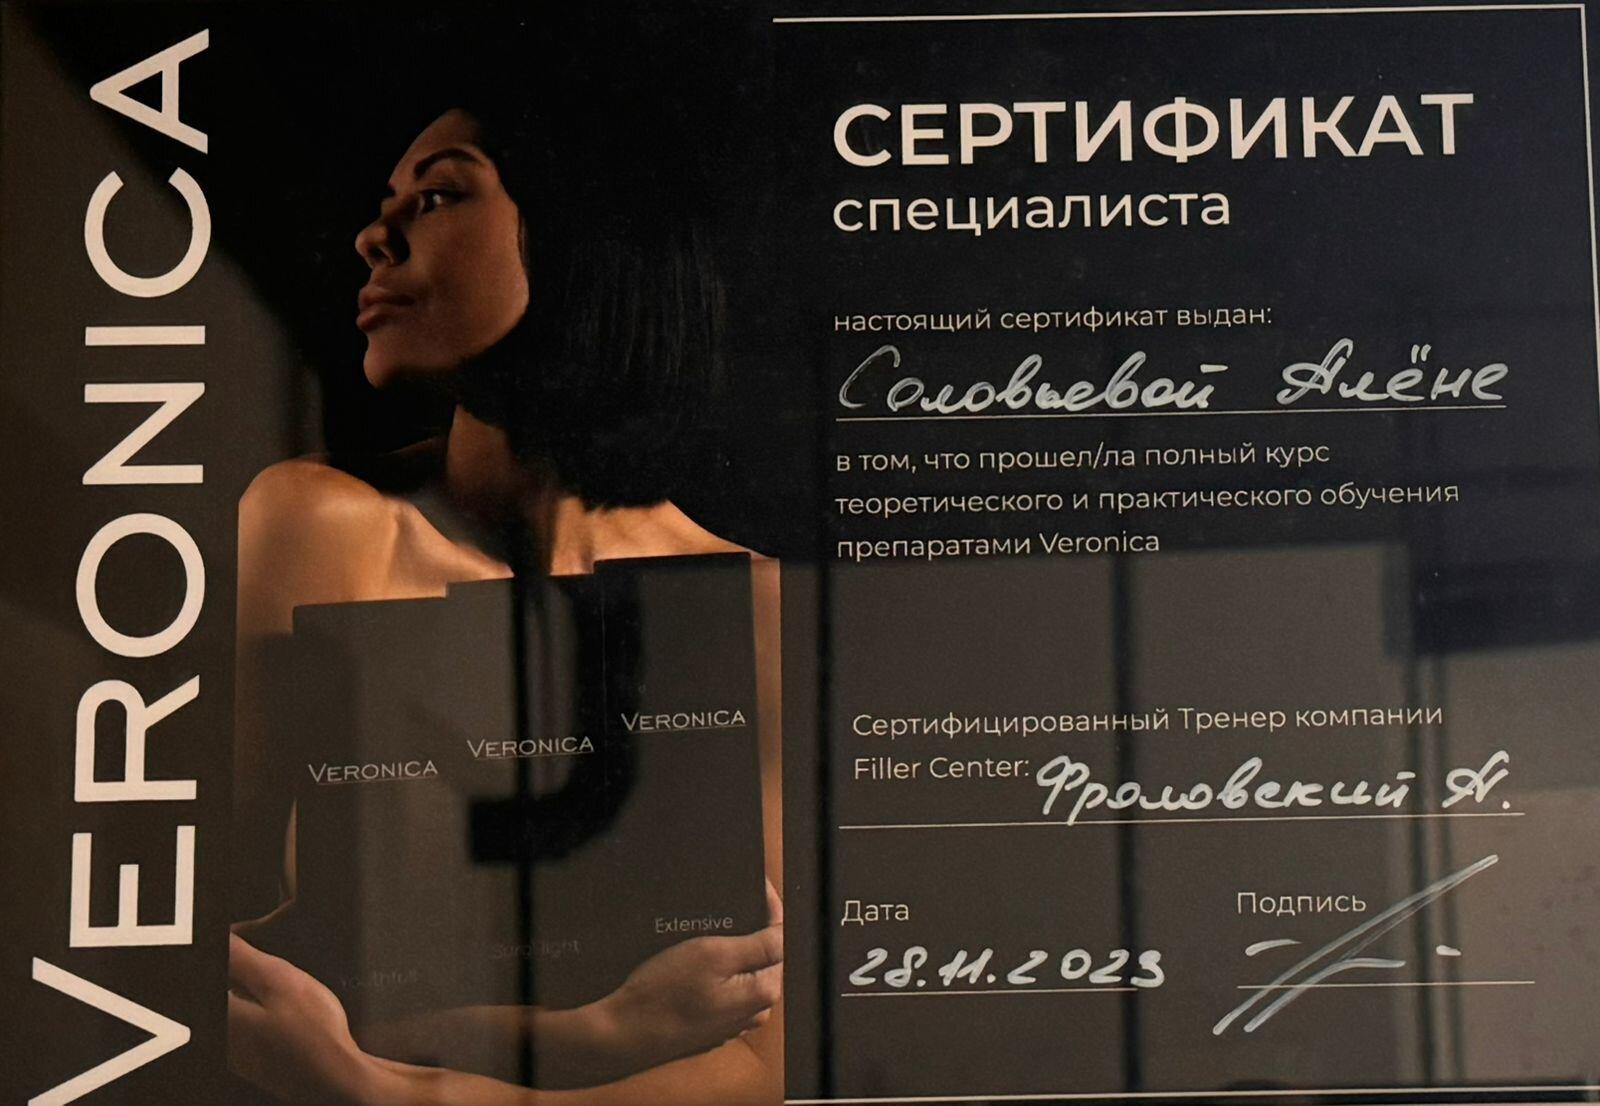 VERONICA
СЕРТИФИКАТ
специалиста
настоящий сертификат выдан:
Соловьевой Алёне
в том, что прошел/ла полный курс
теоретического и практического обучения
препаратами Veronica
VERONICA
VERONICA
VERONICA
Extensive
Youthfull
Сертифицированный Тренер компании
Filler Center: Фроловский А.
Дата
28.11.2023
Подпись